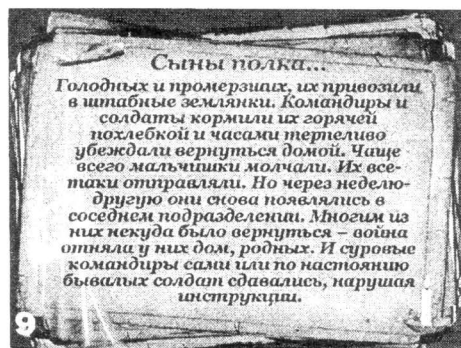 Сыны полка...
Голодных и промерзших, их привозили
в штабные землянки. Командиры и
солдаты кормили их горячей
похлебкой и часами терпеливо
убеждали вернуться домой. Чаще
всего мальчишки молчали. Их все-
таки отправляли. Но через неделю-
другую они снова появлялись в
соседнем подразделении. Многим из
них некуда было вернуться – война
отняла у них дом, родных. И суровые
командиры сами или по настоянию
бывалых солдат сдавались, нарушая
инструкции.
9